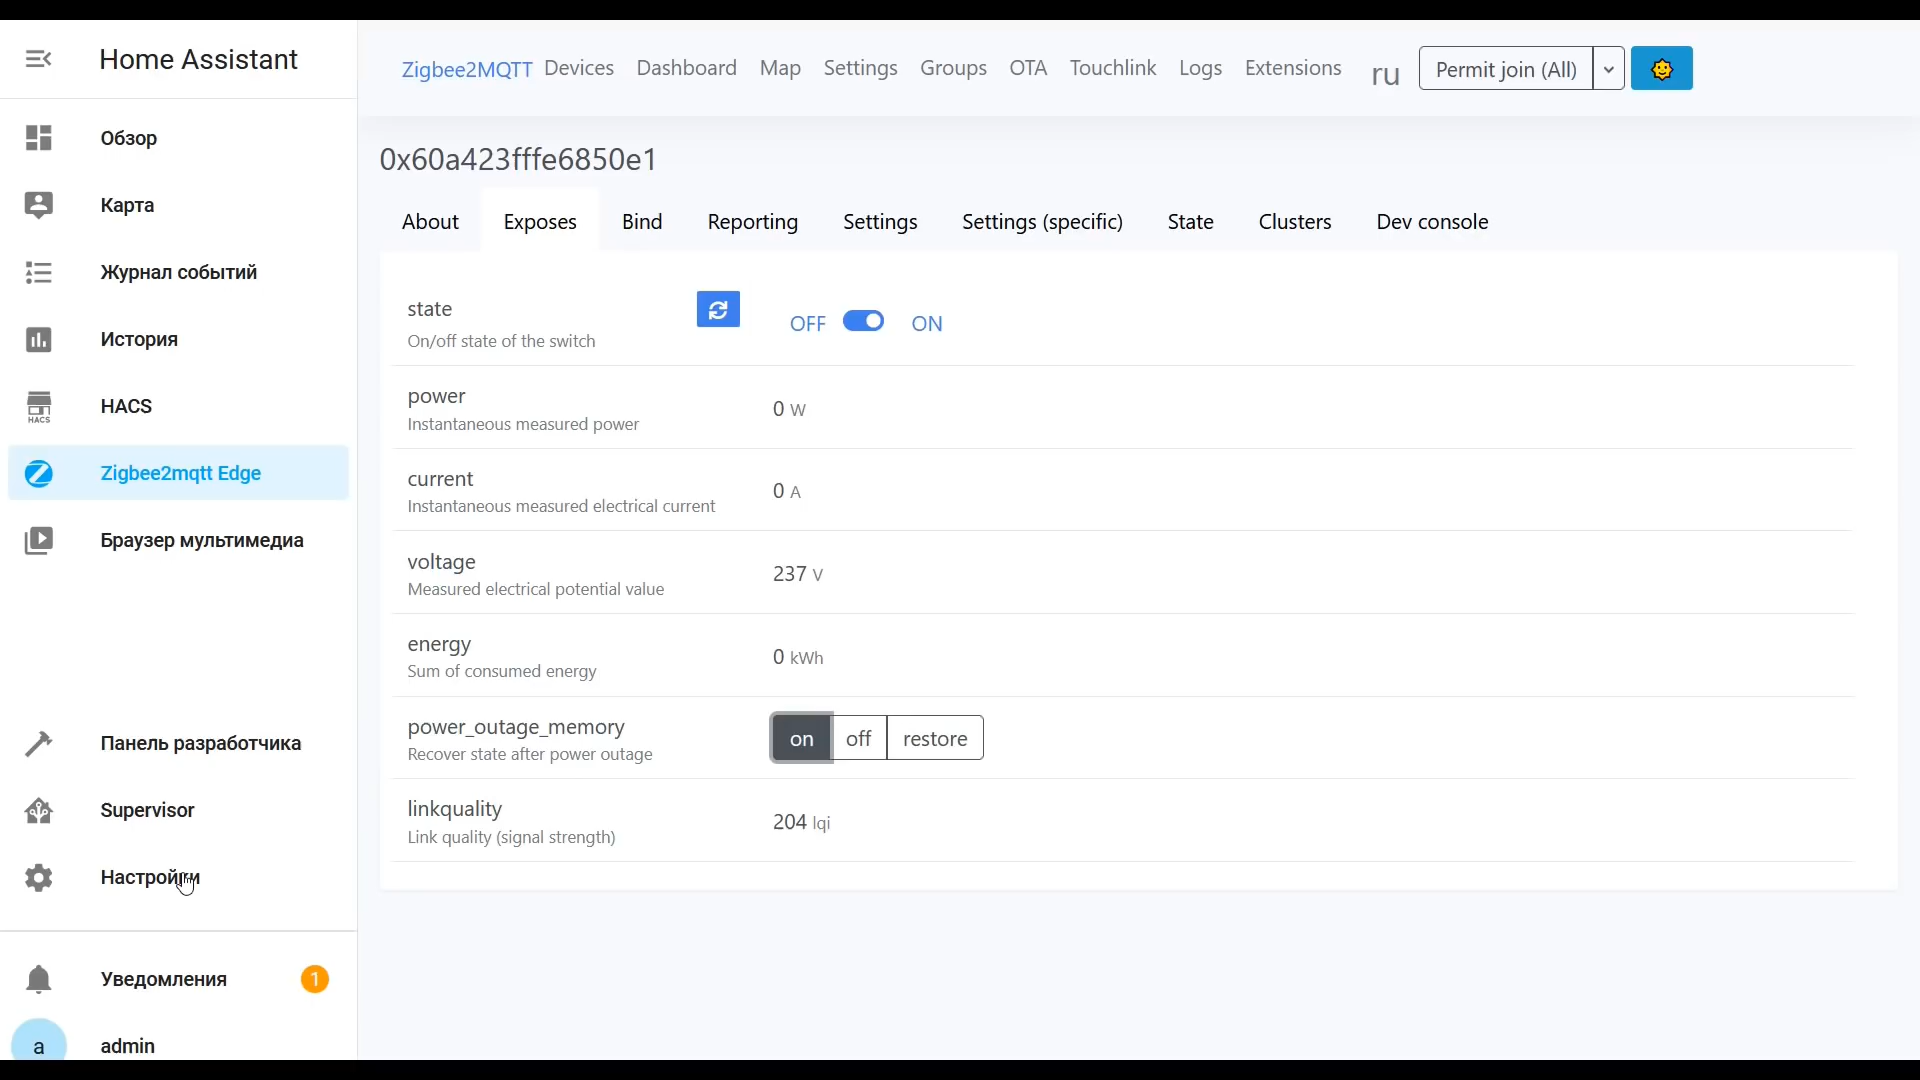 Home Assistant
Обзор
Карта
Журнал событий
История
HACS
HACS
Zigbee2mqtt Edge
Браузер мультимедиа
Панель разработчика
Supervisor
Настройки
Уведомления 1
a admin
Zigbee2MQTT Devices Dashboard Map Settings Groups OTA Touchlink Logs Extensions ru Permit join (All)
0x60a423fffe6850e1
About Exposes Bind Reporting Settings Settings (specific) State Clusters Dev console
state
On/off state of the switch
OFF ON
power
Instantaneous measured power
0 W
current
Instantaneous measured electrical current
0 A
voltage
Measured electrical potential value
237 V
energy
Sum of consumed energy
0 kWh
power_outage_memory
Recover state after power outage
on off restore
linkquality
Link quality (signal strength)
204 lqi